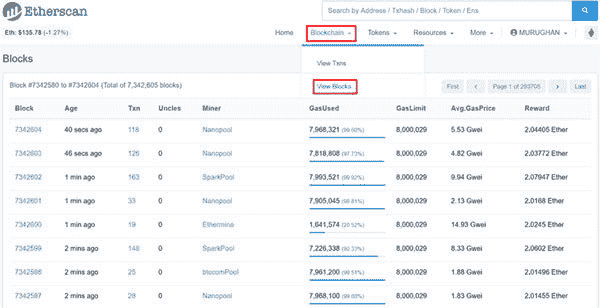 Etherscan
Search by Address / Txhash / Block / Token / Ens
Eth: $135.78 (-1.27%)
Home Blockchain Tokens Resources More MURUGHAN
View Txns
View Blocks
Blocks
Block #7342580 to #7342604 (Total of 7,342,605 blocks)
First Page 1 of 293705 Last
Block Age Txn Uncles Miner GasUsed GasLimit Avg.GasPrice Reward
7342604 40 secs ago 118 0 Nanopool 7,968,321 (99.60%) 8,000,029 5.53 Gwei 2.04405 Ether
7342603 46 secs ago 126 0 Nanopool 7,818,808 (97.73%) 8,000,029 4.82 Gwei 2.03772 Ether
7342602 1 min ago 163 0 SparkPool 7,993,521 (99.92%) 8,000,029 9.94 Gwei 2.07947 Ether
7342601 1 min ago 33 0 Nanopool 7,905,045 (98.81%) 8,000,029 2.13 Gwei 2.0168 Ether
7342600 1 min ago 19 0 Ethermine 1,641,574 (20.52%) 8,000,029 14.93 Gwei 2.0245 Ether
7342599 2 mins ago 148 0 SparkPool 7,226,338 (90.33%) 8,000,029 8.33 Gwei 2.0602 Ether
7342598 2 mins ago 25 0 btccomPool 7,961,200 (99.51%) 8,000,029 1.88 Gwei 2.01496 Ether
7342597 2 mins ago 28 0 Nanopool 7,968,100 (99.60%) 8,000,029 1.83 Gwei 2.01455 Ether